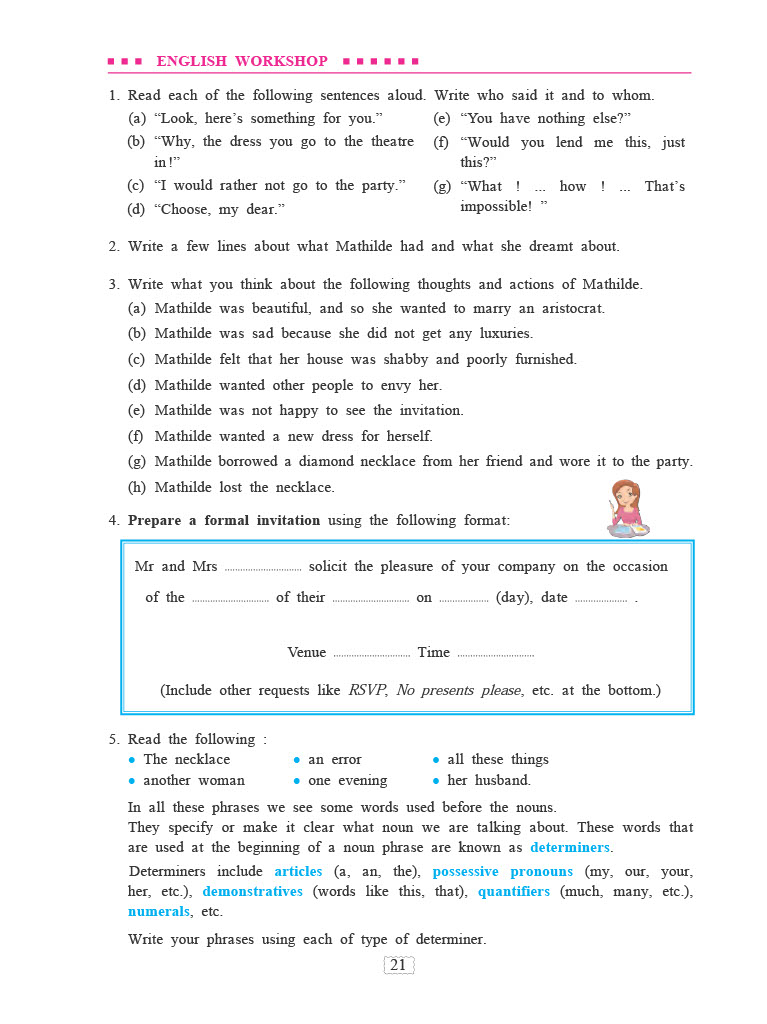 ENGLISH WORKSHOP
1. Read each of the following sentences aloud. Write who said it and to whom.
(a) “Look, here’s something for you.”
(b) “Why, the dress you go to the theatre
in !”
(c) “I would rather not go to the party.”
(d) “Choose, my dear.”
(e) “You have nothing else?”
(f) “Would you lend me this, just
this?”
(g) “What ! ... how ! ... That’s
impossible! ”
2. Write a few lines about what Mathilde had and what she dreamt about.
3. Write what you think about the following thoughts and actions of Mathilde.
(a) Mathilde was beautiful, and so she wanted to marry an aristocrat.
(b) Mathilde was sad because she did not get any luxuries.
(c) Mathilde felt that her house was shabby and poorly furnished.
(d) Mathilde wanted other people to envy her.
(e) Mathilde was not happy to see the invitation.
(f) Mathilde wanted a new dress for herself.
(g) Mathilde borrowed a diamond necklace from her friend and wore it to the party.
(h) Mathilde lost the necklace.
4. Prepare a formal invitation using the following format:
Mr and Mrs .............................. solicit the pleasure of your company on the occasion
of the .............................. of their .............................. on ................... (day), date .................... .
Venue .............................. Time ..............................
(Include other requests like RSVP, No presents please, etc. at the bottom.)
5. Read the following :
• The necklace • an error • all these things
• another woman • one evening • her husband.
In all these phrases we see some words used before the nouns.
They specify or make it clear what noun we are talking about. These words that
are used at the beginning of a noun phrase are known as determiners.
Determiners include articles (a, an, the), possessive pronouns (my, our, your,
her, etc.), demonstratives (words like this, that), quantifiers (much, many, etc.),
numerals, etc.
Write your phrases using each of type of determiner.
21